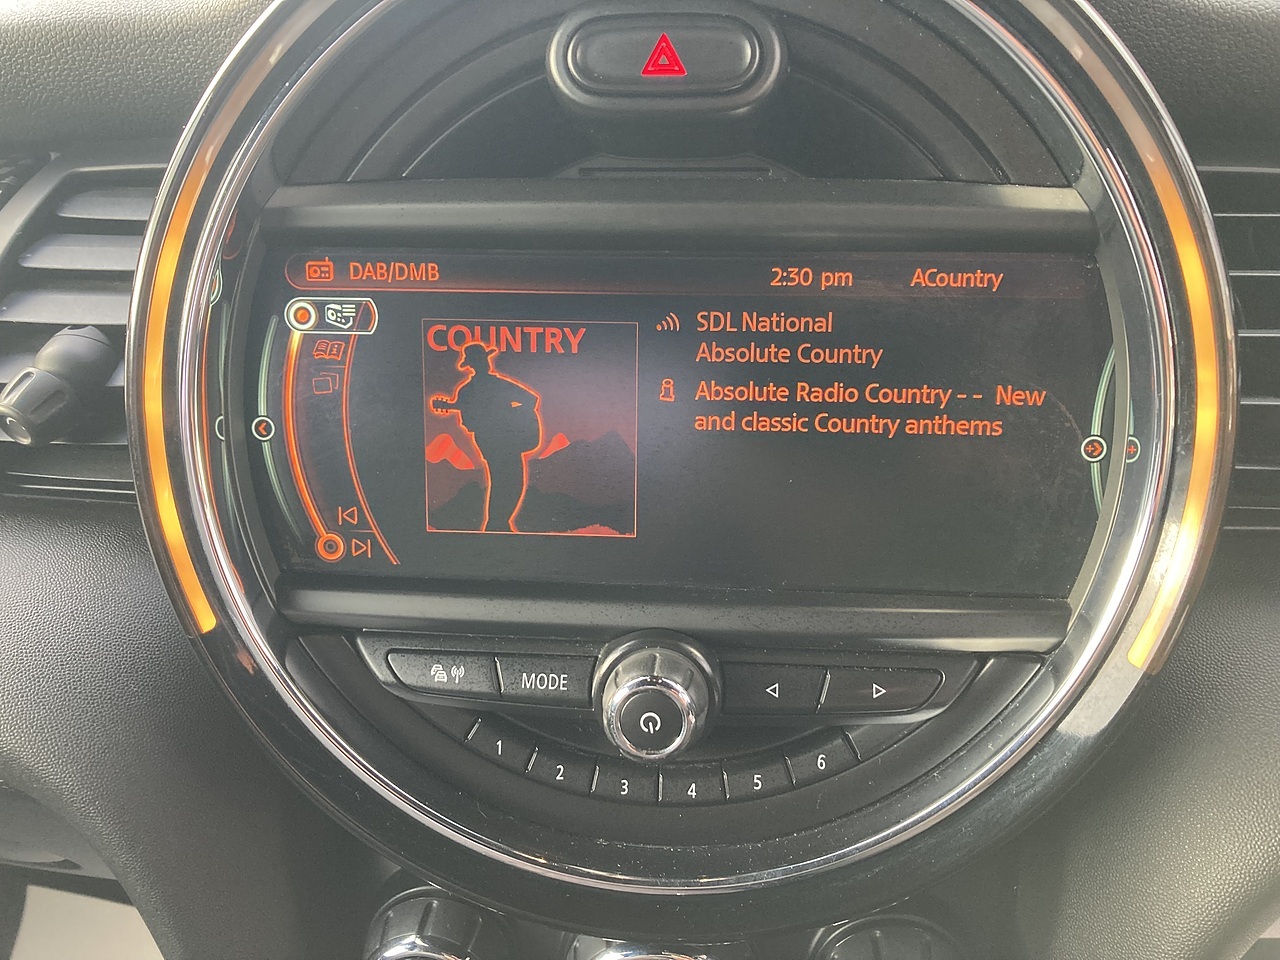 DAB/DMB 2:30 pm ACountry
COUNTRY
SDL National
Absolute Country
Absolute Radio Country - - New
and classic Country anthems
MODE
1 2 3 4 5 6